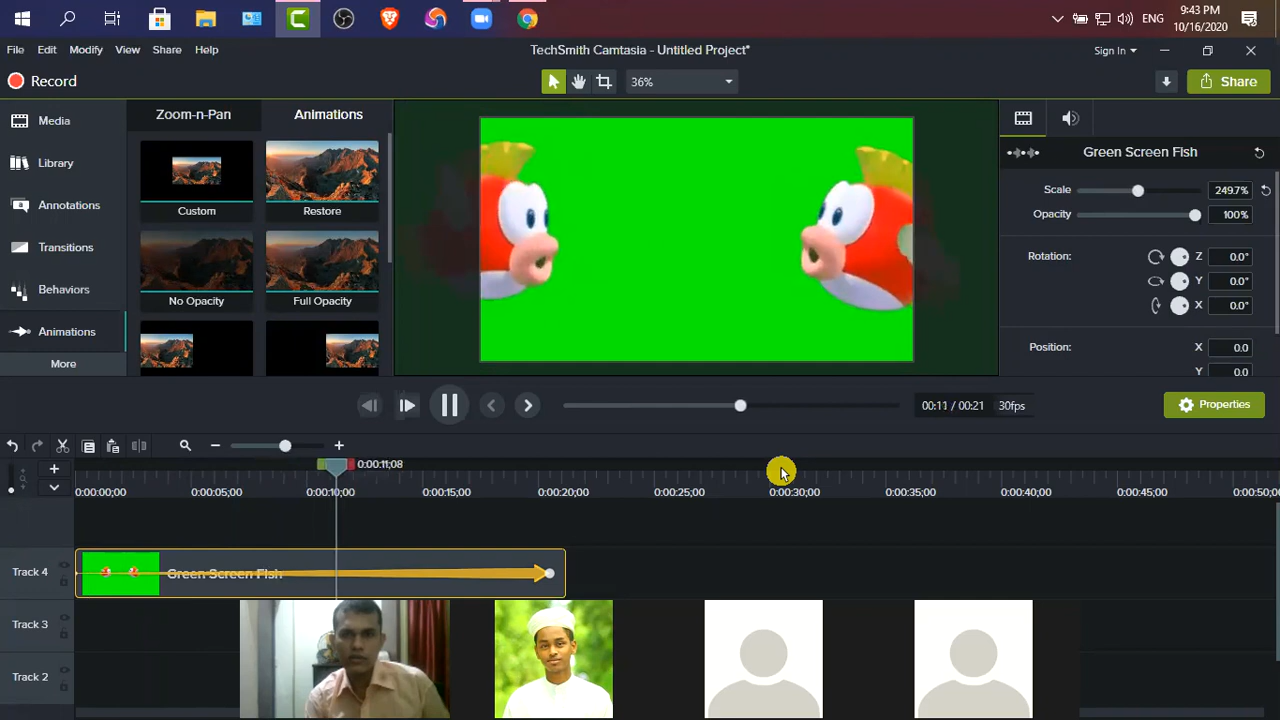 9:43 PM
ENG
10/16/2020
File Edit Modify View Share Help
TechSmith Camtasia - Untitled Project*
Sign In
Record
36%
Share
Media
Library
Annotations
Transitions
Behaviors
Animations
More
Zoom-n-Pan
Animations
Custom
Restore
No Opacity
Full Opacity
Green Screen Fish
Scale
249.7%
Opacity
100%
Rotation:
Z 0.0°
Y 0.0°
X 0.0°
Position:
X 0.0
Y 0.0
00:11 / 00:21 30fps
Properties
0:00:11;08
0:00:00;00 0:00:05;00 0:00:10;00 0:00:15;00 0:00:20;00 0:00:25;00 0:00:30;00 0:00:35;00 0:00:40;00 0:00:45;00 0:00:50;0
Track 4
Green Screen Fish
Track 3
Track 2